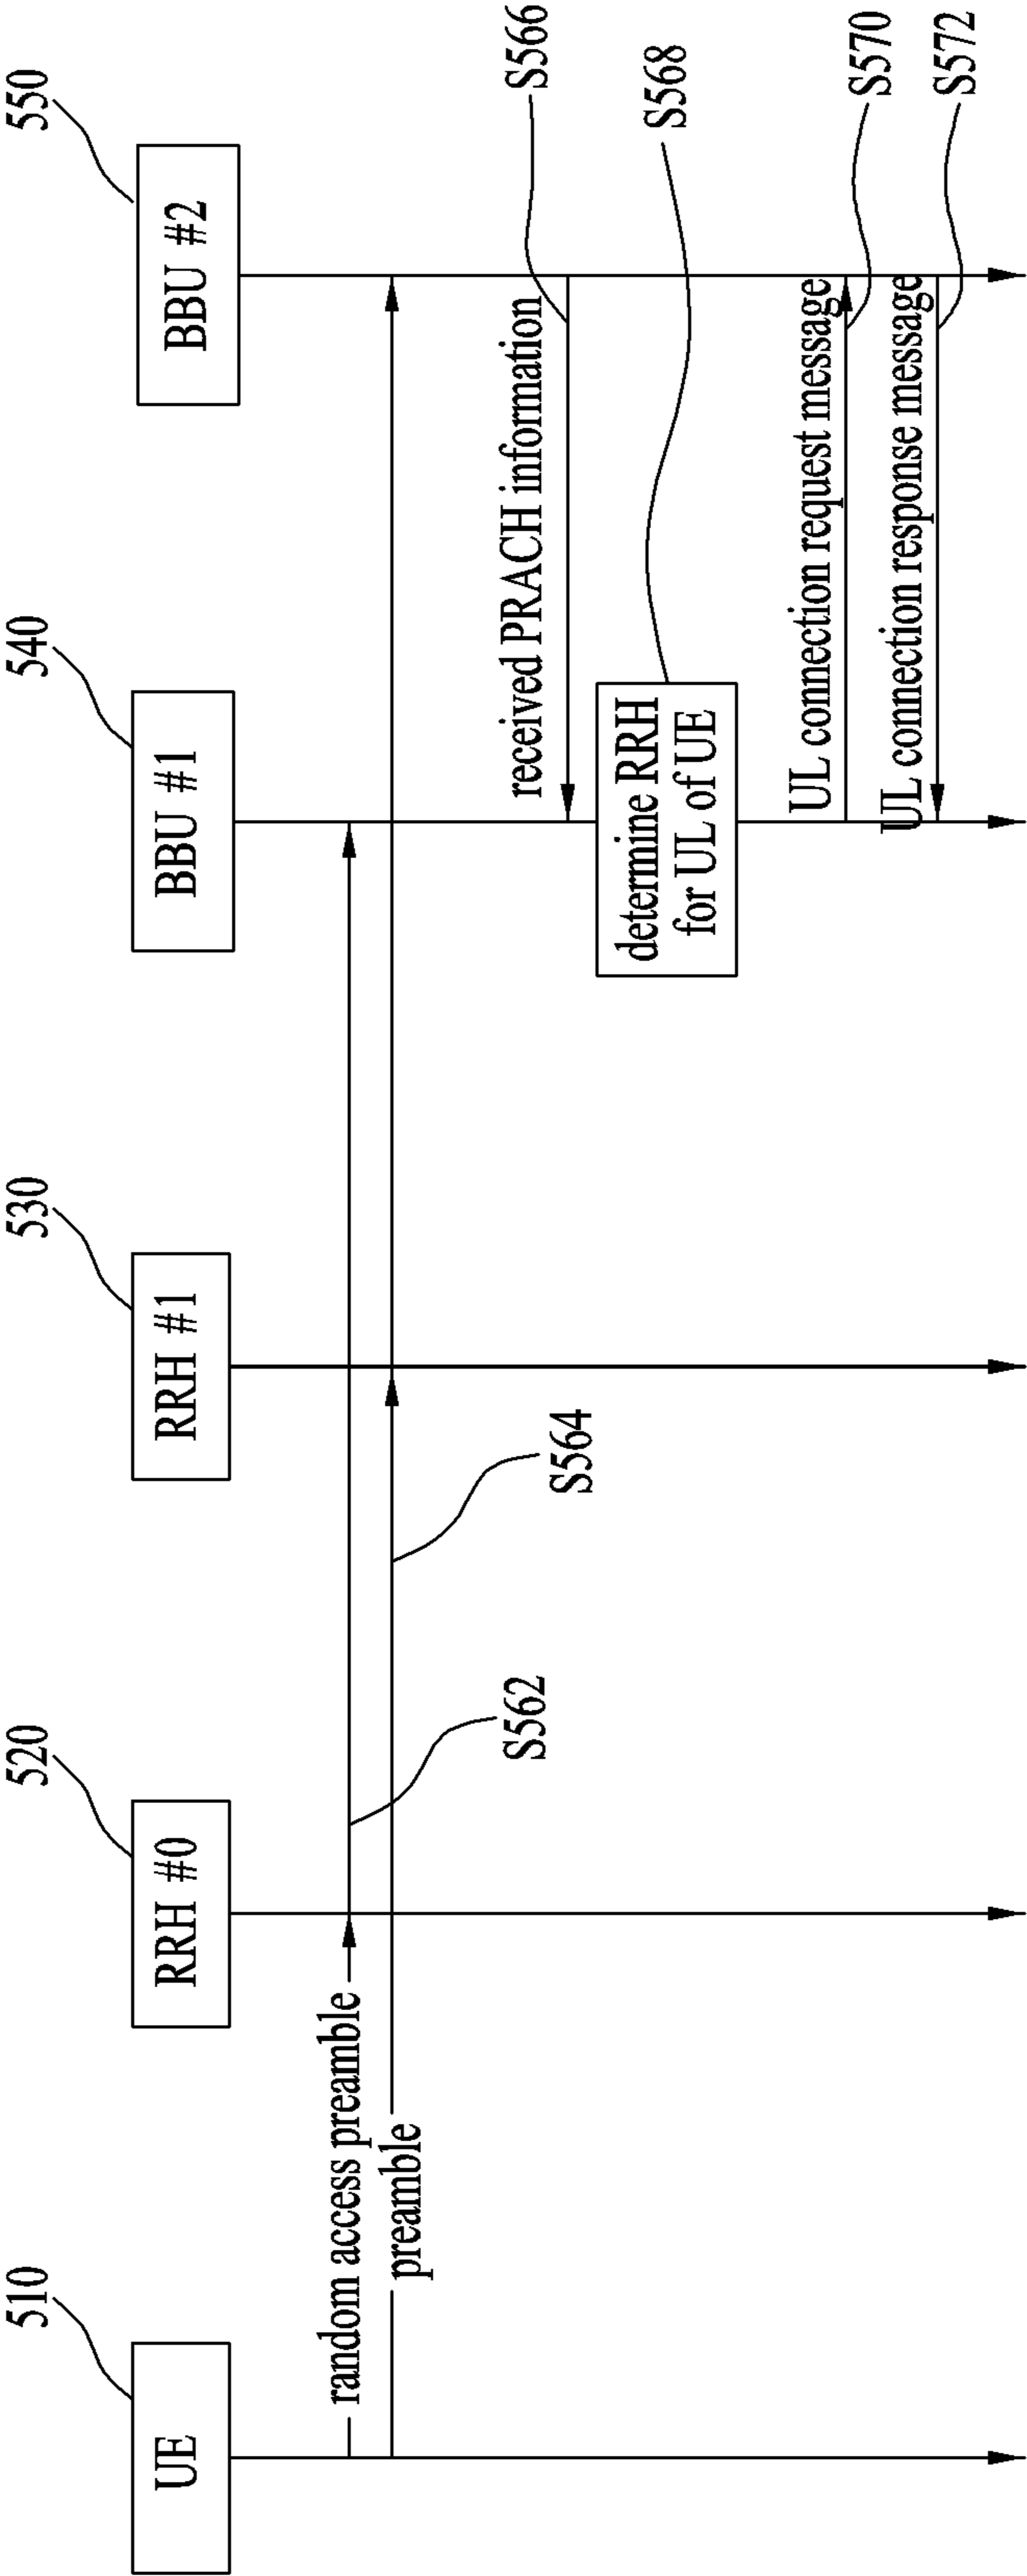 510
520
530
540
550
UE
RRH #0
RRH #1
BBU #1
BBU #2
random access preamble
S562
preamble
S564
received PRACH information
S566
determine RRH
for UL of UE
S568
UL connection request message
S570
UL connection response message
S572